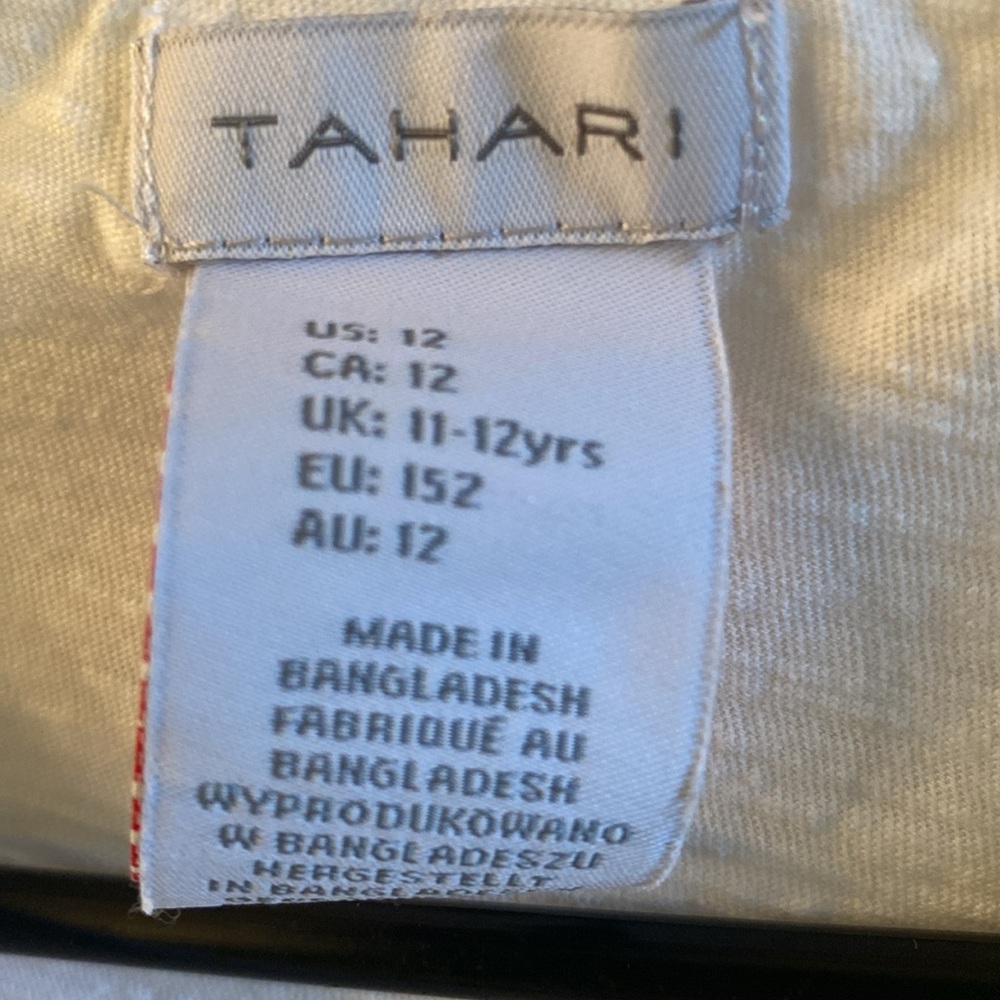 TAHARI
US: 12
CA: 12
UK: 11-12yrs
EU: 152
AU: 12
MADE IN
BANGLADESH
FABRIQUÉ AU
BANGLADESH
WYPRODUKOWANO
W BANGLADESZU
HERGESTELLT
IN